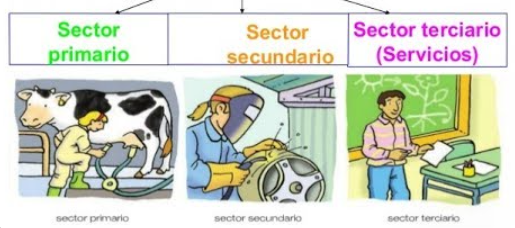 Sector
primario
Sector
secundario
Sector terciario
(Servicios)
sector primario
sector secundario
sector terciario